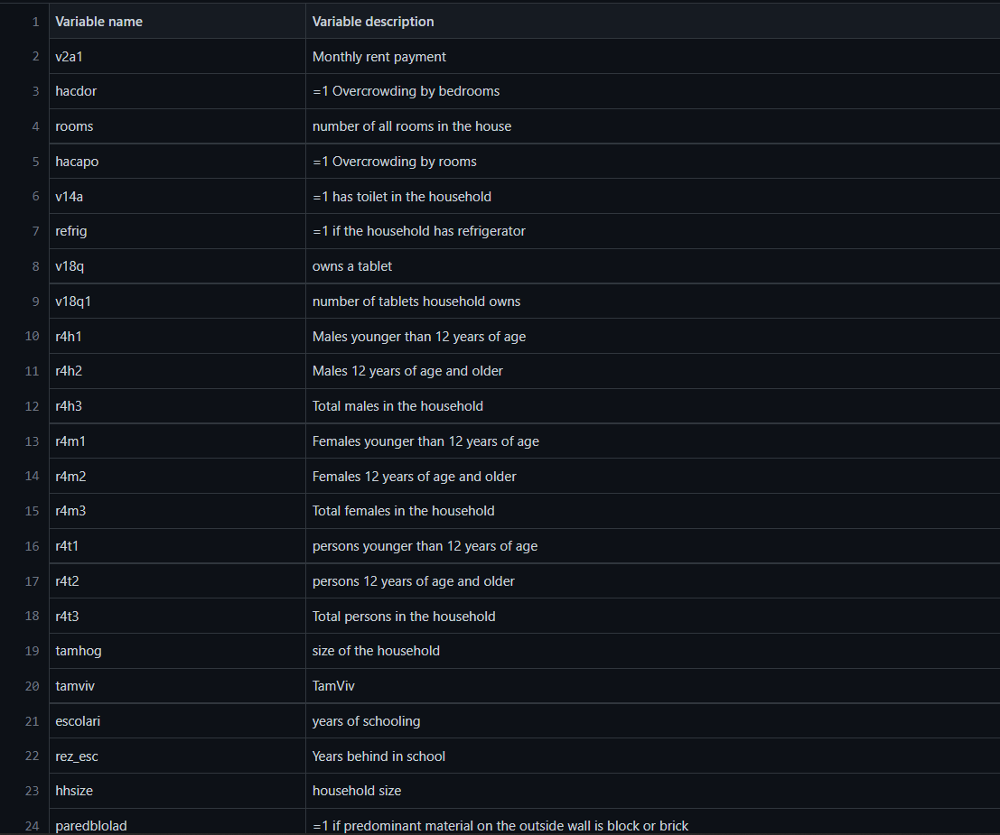 1 Variable name Variable description
2 v2a1 Monthly rent payment
3 hacdor =1 Overcrowding by bedrooms
4 rooms number of all rooms in the house
5 hacapo =1 Overcrowding by rooms
6 v14a =1 has toilet in the household
7 refrig =1 if the household has refrigerator
8 v18q owns a tablet
9 v18q1 number of tablets household owns
10 r4h1 Males younger than 12 years of age
11 r4h2 Males 12 years of age and older
12 r4h3 Total males in the household
13 r4m1 Females younger than 12 years of age
14 r4m2 Females 12 years of age and older
15 r4m3 Total females in the household
16 r4t1 persons younger than 12 years of age
17 r4t2 persons 12 years of age and older
18 r4t3 Total persons in the household
19 tamhog size of the household
20 tamviv TamViv
21 escolari years of schooling
22 rez_esc Years behind in school
23 hhsize household size
24 paredblolad =1 if predominant material on the outside wall is block or brick